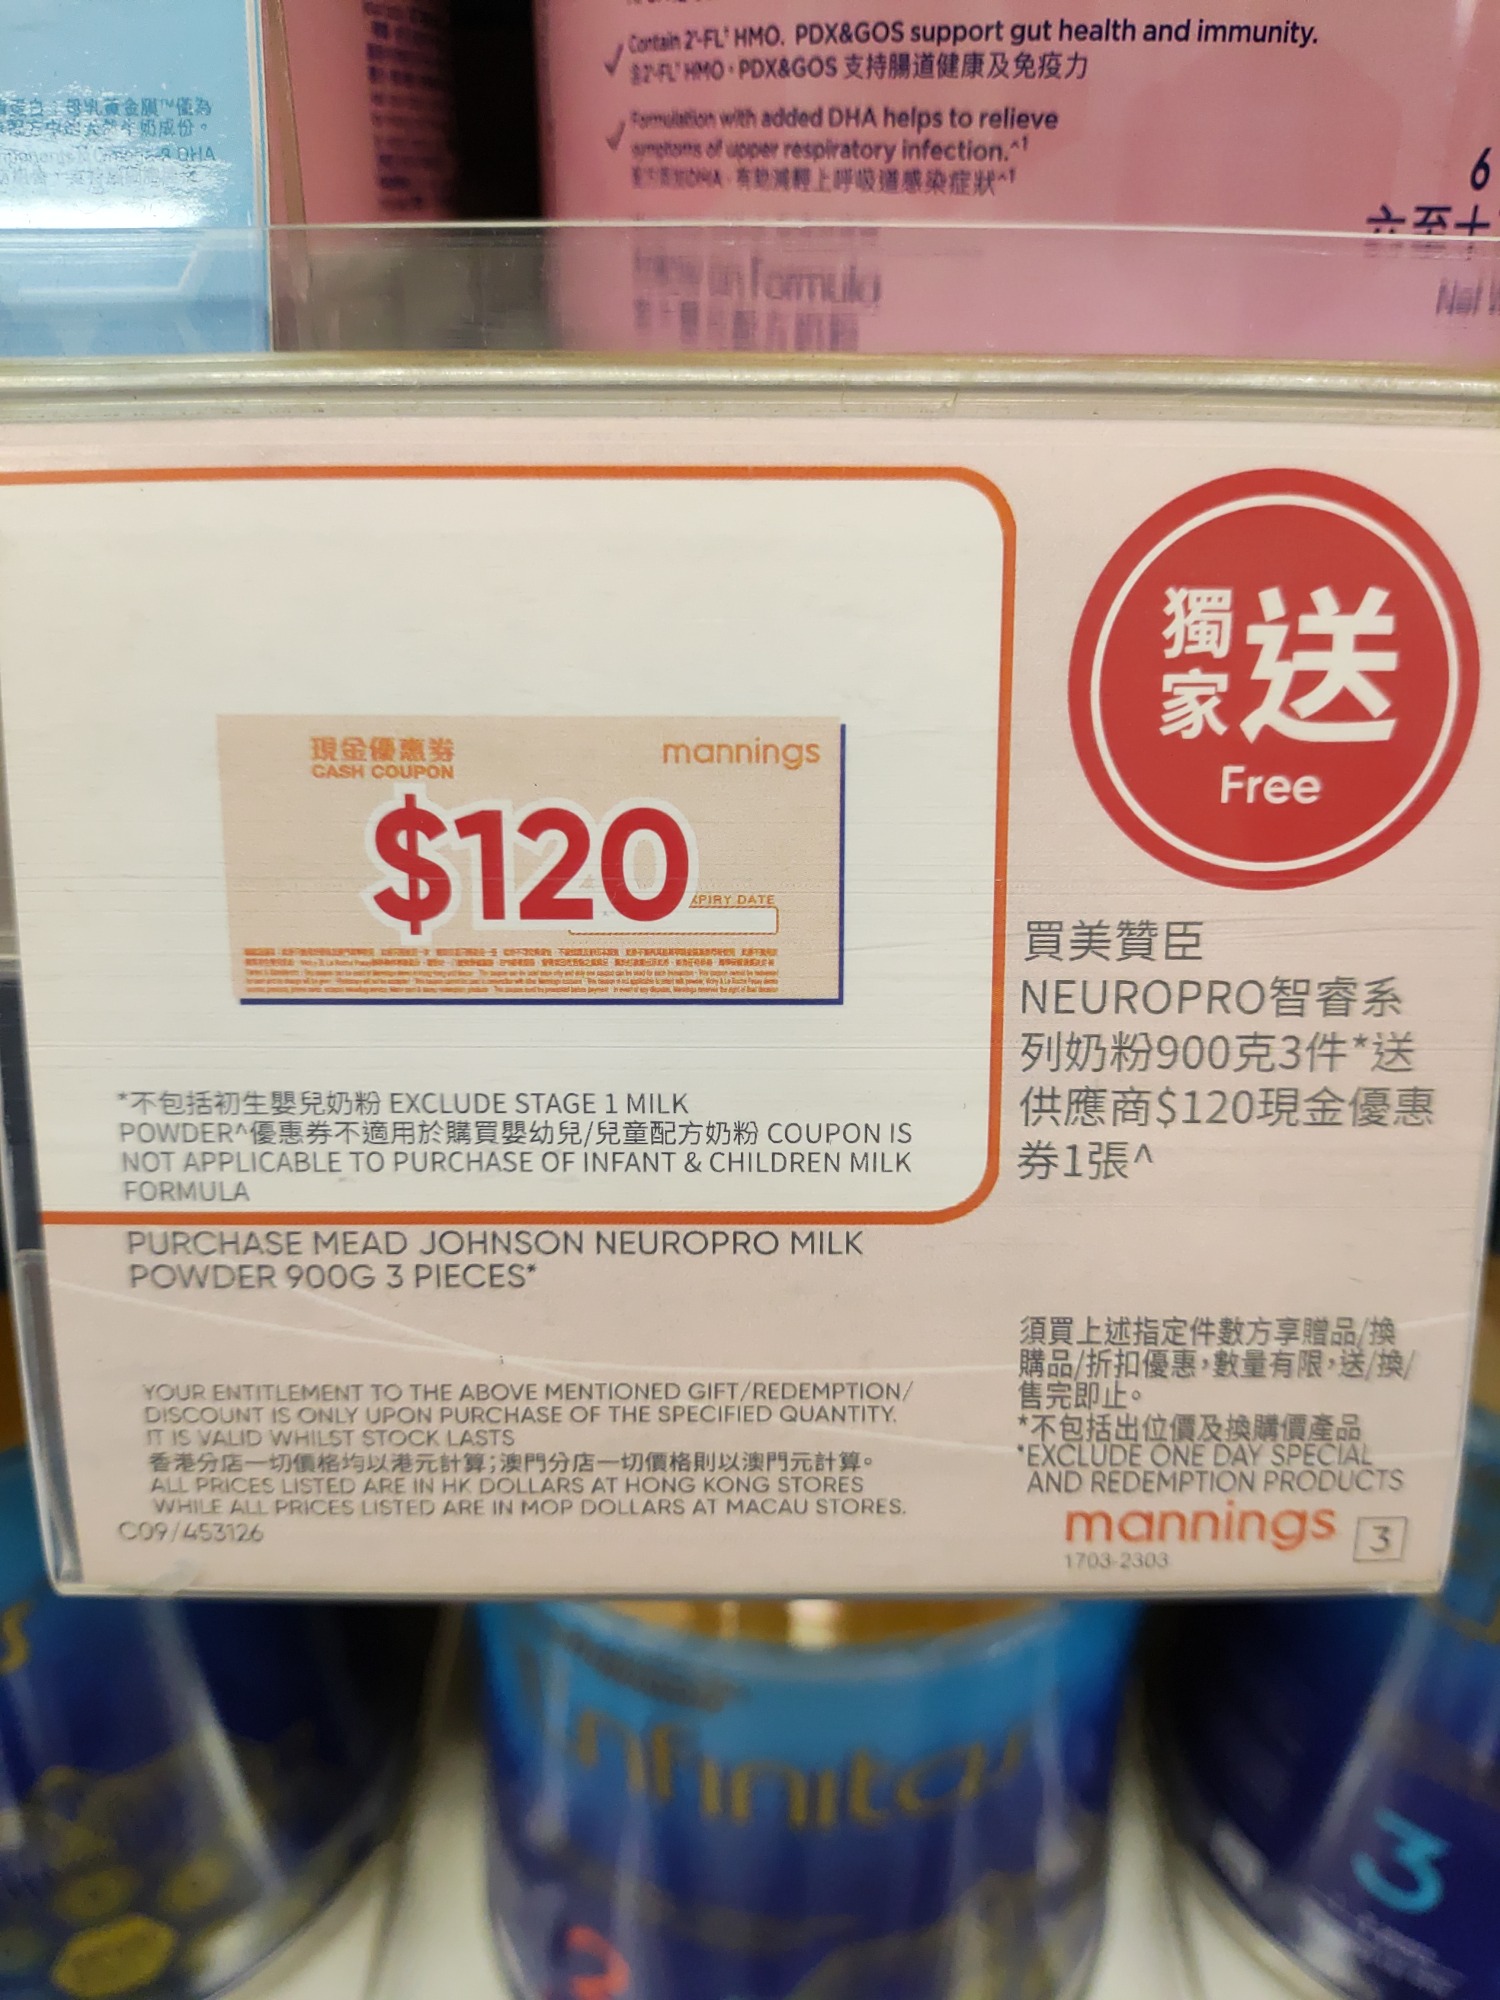 Contain 2'-FL* HMO. PDX&GOS support gut health and immunity.
含2'-FL* HMO，PDX&GOS 支持腸道健康及免疫力
Formulation with added DHA helps to relieve
symptoms of upper respiratory infection.^1
有助減輕上呼吸道感染症狀^1
6
六至十
現金優惠券
CASH COUPON
mannings
$120
XPIRY DATE
獨家送
Free
買美贊臣
NEUROPRO智睿系
列奶粉900克3件*送
供應商$120現金優惠
券1張^
*不包括初生嬰兒奶粉 EXCLUDE STAGE 1 MILK
POWDER^優惠券不適用於購買嬰幼兒/兒童配方奶粉 COUPON IS
NOT APPLICABLE TO PURCHASE OF INFANT & CHILDREN MILK
FORMULA
PURCHASE MEAD JOHNSON NEUROPRO MILK
POWDER 900G 3 PIECES*
須買上述指定件數方享贈品/換
購品/折扣優惠，數量有限，送/換/
售完即止。
*不包括出位價及換購價產品
*EXCLUDE ONE DAY SPECIAL
AND REDEMPTION PRODUCTS
YOUR ENTITLEMENT TO THE ABOVE MENTIONED GIFT/REDEMPTION/
DISCOUNT IS ONLY UPON PURCHASE OF THE SPECIFIED QUANTITY.
IT IS VALID WHILST STOCK LASTS
香港分店一切價格均以港元計算；澳門分店一切價格則以澳門元計算。
ALL PRICES LISTED ARE IN HK DOLLARS AT HONG KONG STORES
WHILE ALL PRICES LISTED ARE IN MOP DOLLARS AT MACAU STORES.
C09/453126
mannings 3
1703-2303
nfinitas
3